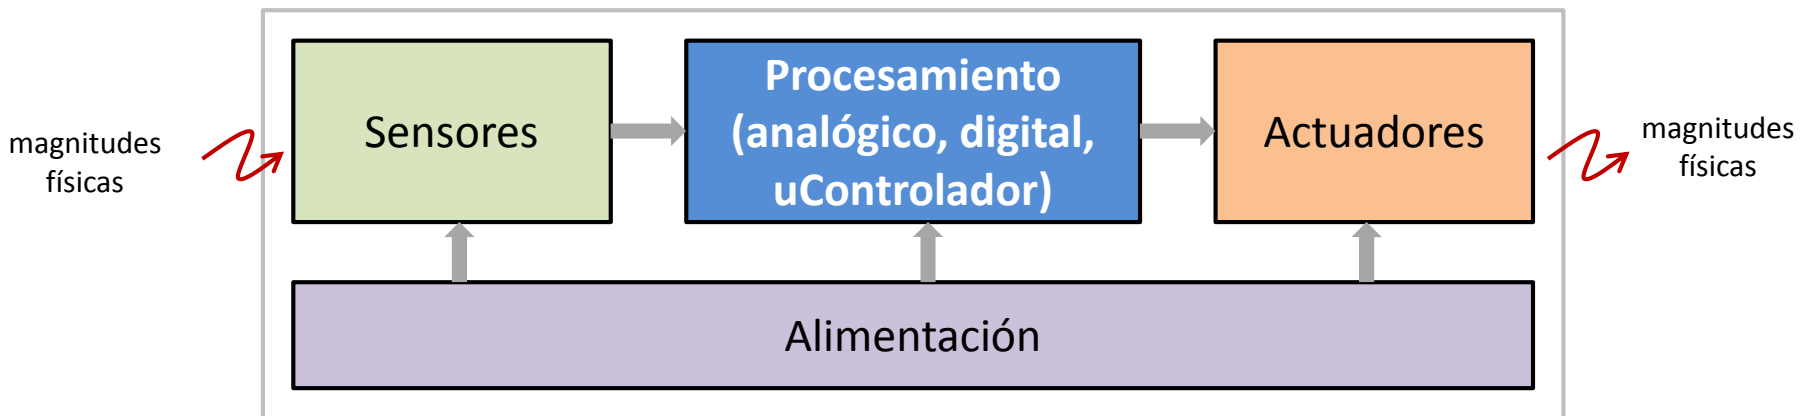 magnitudes
físicas
Sensores
Procesamiento
(analógico, digital,
uControlador)
Actuadores
magnitudes
físicas
Alimentación